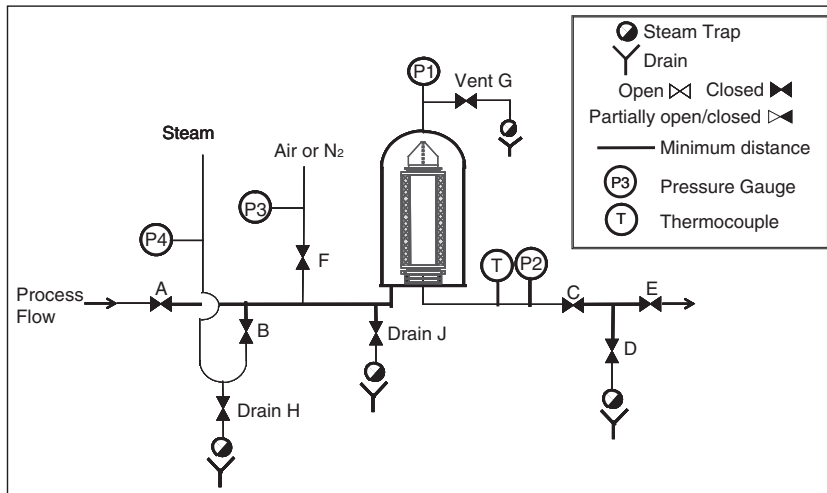 P1
Vent G
Steam
Air or N2
P3
P4
F
A
Process
Flow
B
Drain J
Drain H
T
P2
C
E
D
Steam Trap
Drain
Open Closed
Partially open/closed
Minimum distance
P3 Pressure Gauge
T Thermocouple